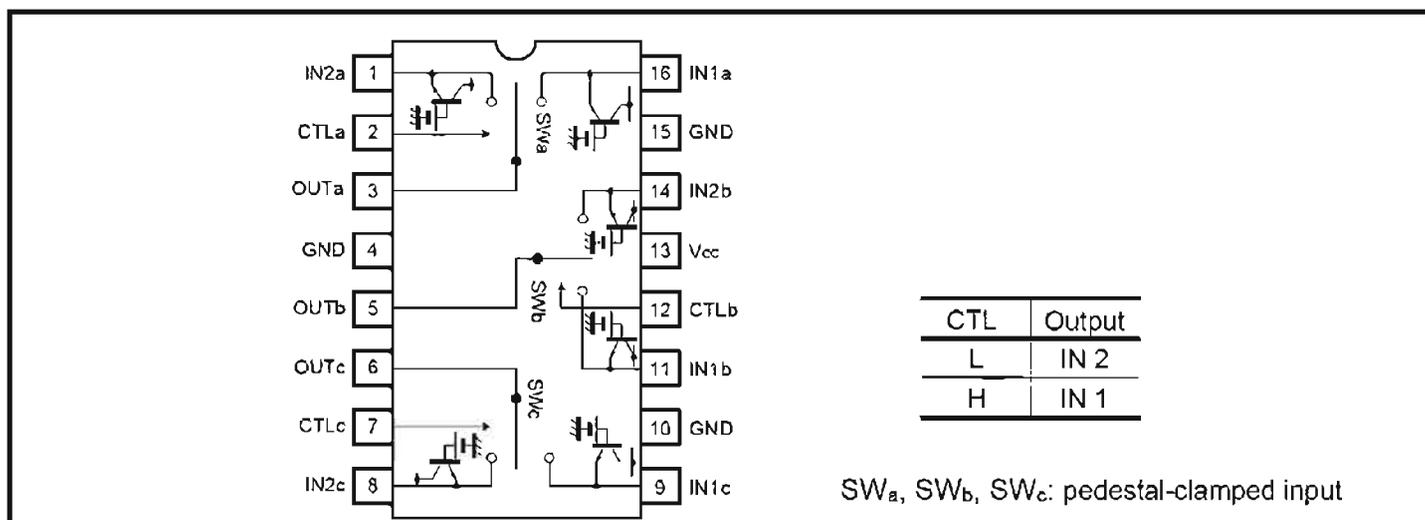 IN2a 1 16 IN1a
CTLa 2 SWa 15 GND
OUTa 3 14 IN2b
GND 4 13 Vcc
OUTb 5 SWb 12 CTLb
OUTc 6 11 IN1b
CTLc 7 SWc 10 GND
IN2c 8 9 IN1c
CTL Output
L IN 2
H IN 1
SWa, SWb, SWc: pedestal-clamped input